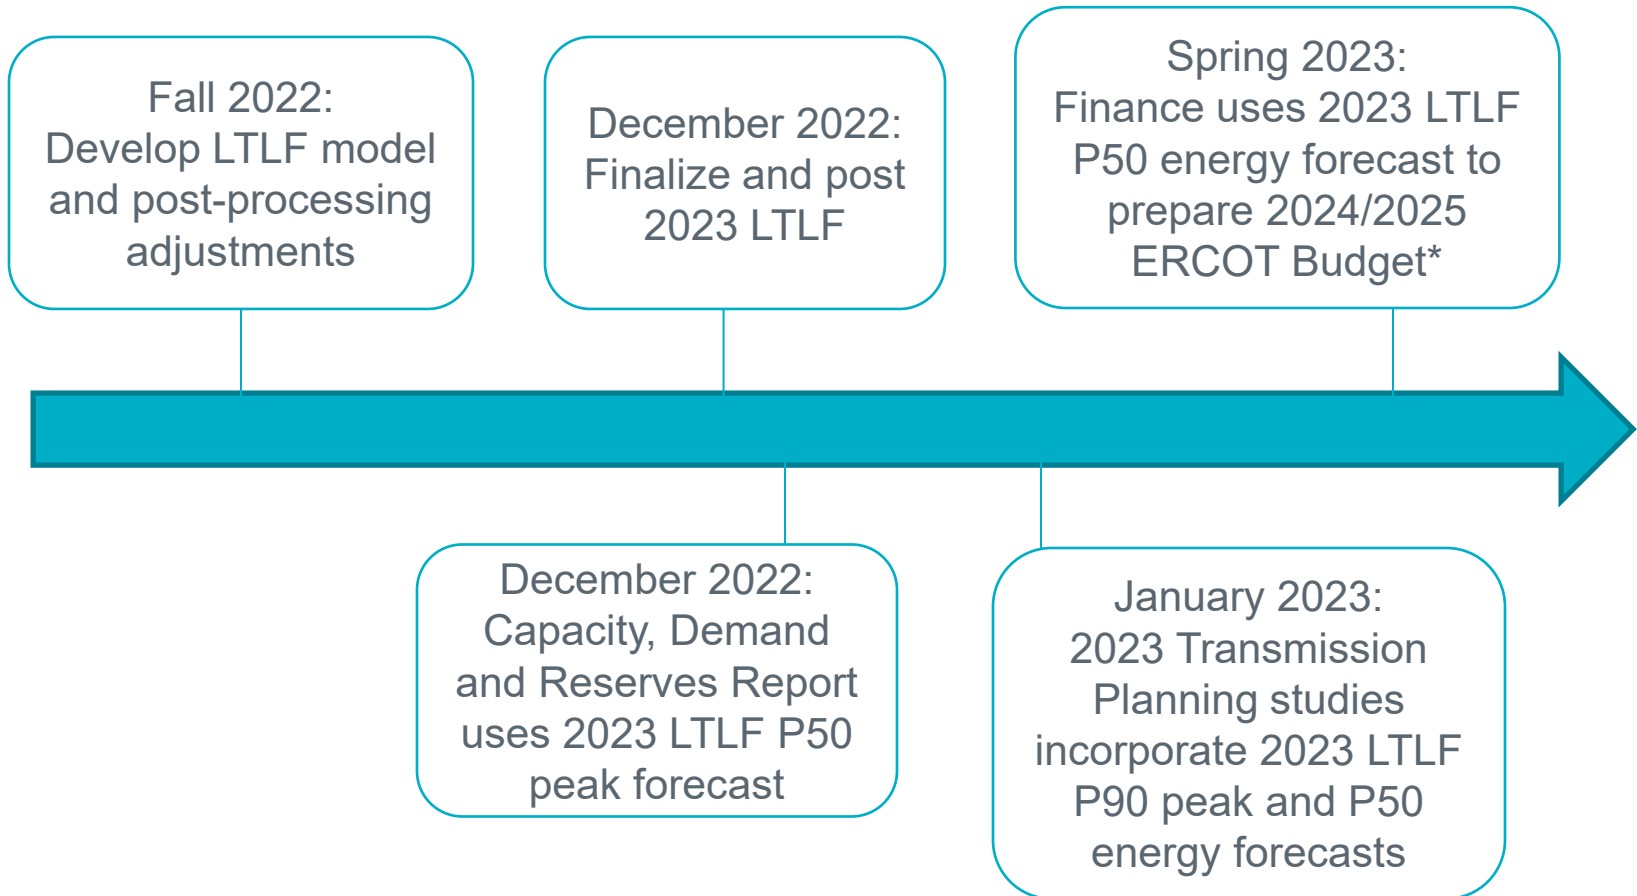 Fall 2022:
Develop LTLF model
and post-processing
adjustments
December 2022:
Finalize and post
2023 LTLF
Spring 2023:
Finance uses 2023 LTLF
P50 energy forecast to
prepare 2024/2025
ERCOT Budget*
December 2022:
Capacity, Demand
and Reserves Report
uses 2023 LTLF P50
peak forecast
January 2023:
2023 Transmission
Planning studies
incorporate 2023 LTLF
P90 peak and P50
energy forecasts